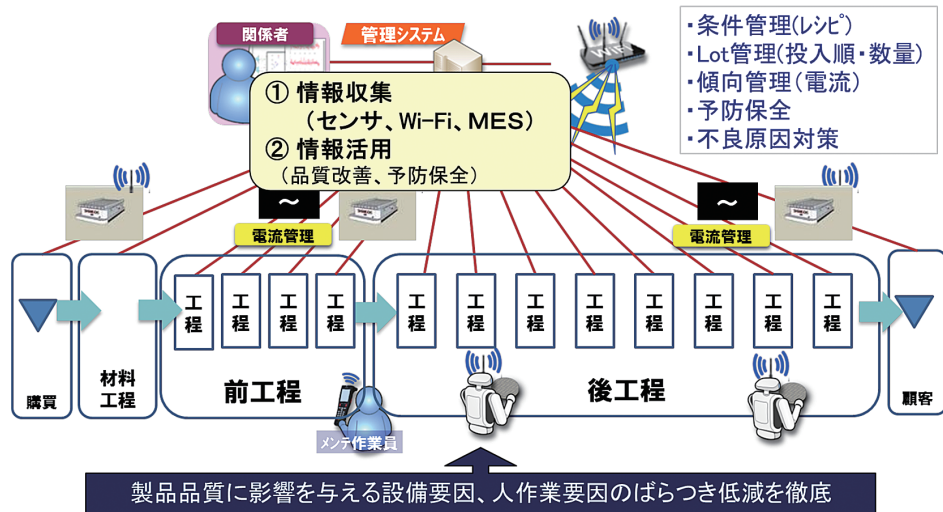 関係者
管理システム
WiFi
・条件管理(レシピ)
・Lot管理(投入順・数量)
・傾向管理(電流)
・予防保全
・不良原因対策
① 情報収集
(センサ、Wi-Fi、MES)
② 情報活用
(品質改善、予防保全)
～
電流管理
～
電流管理
購買
材料
工程
工程
工程
工程
工程
前工程
メンテ作業員
工程
工程
工程
工程
工程
工程
工程
工程
後工程
顧客
製品品質に影響を与える設備要因、人作業要因のばらつき低減を徹底